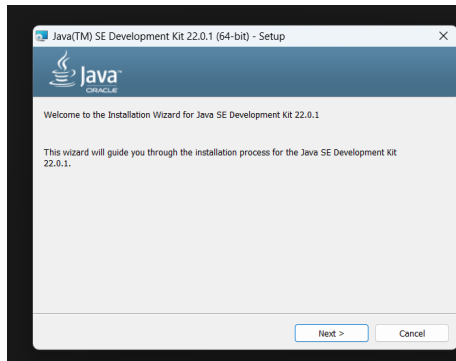 Java(TM) SE Development Kit 22.0.1 (64-bit) - Setup
Java™
ORACLE
Welcome to the Installation Wizard for Java SE Development Kit 22.0.1
This wizard will guide you through the installation process for the Java SE Development Kit
22.0.1.
Next >
Cancel